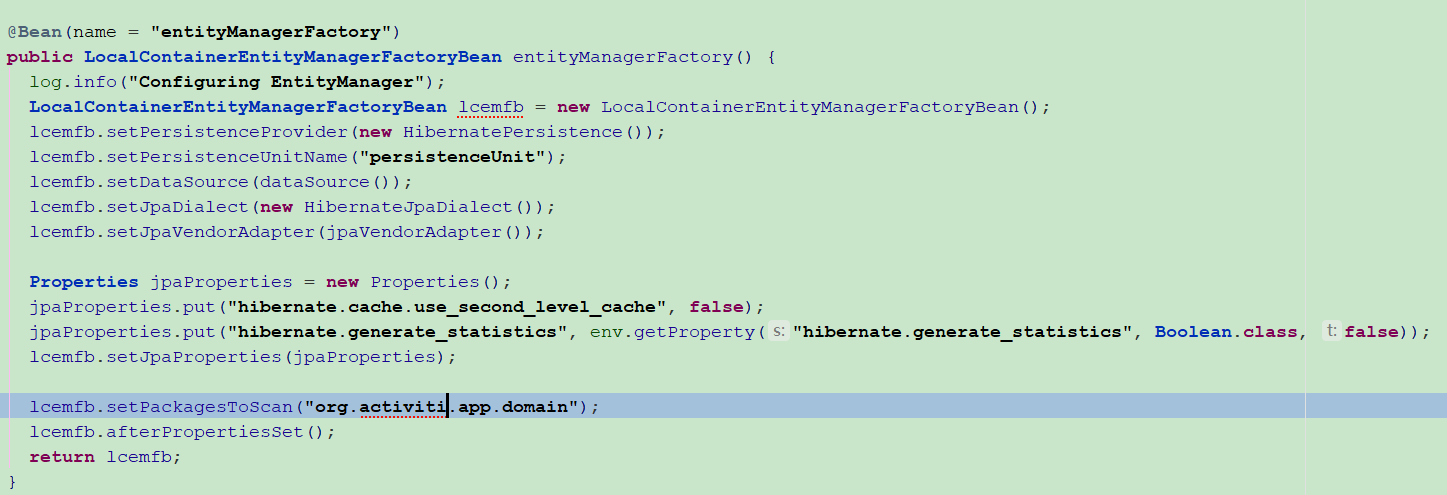 @Bean(name = "entityManagerFactory")
public LocalContainerEntityManagerFactoryBean entityManagerFactory() {
log.info("Configuring EntityManager");
LocalContainerEntityManagerFactoryBean lcemfb = new LocalContainerEntityManagerFactoryBean();
lcemfb.setPersistenceProvider(new HibernatePersistence());
lcemfb.setPersistenceUnitName("persistenceUnit");
lcemfb.setDataSource(dataSource());
lcemfb.setJpaDialect(new HibernateJpaDialect());
lcemfb.setJpaVendorAdapter(jpaVendorAdapter());
Properties jpaProperties = new Properties();
jpaProperties.put("hibernate.cache.use_second_level_cache", false);
jpaProperties.put("hibernate.generate_statistics", env.getProperty( s: "hibernate.generate_statistics", Boolean.class, t: false));
lcemfb.setJpaProperties(jpaProperties);
lcemfb.setPackagesToScan("org.activiti.app.domain");
lcemfb.afterPropertiesSet();
return lcemfb;
}